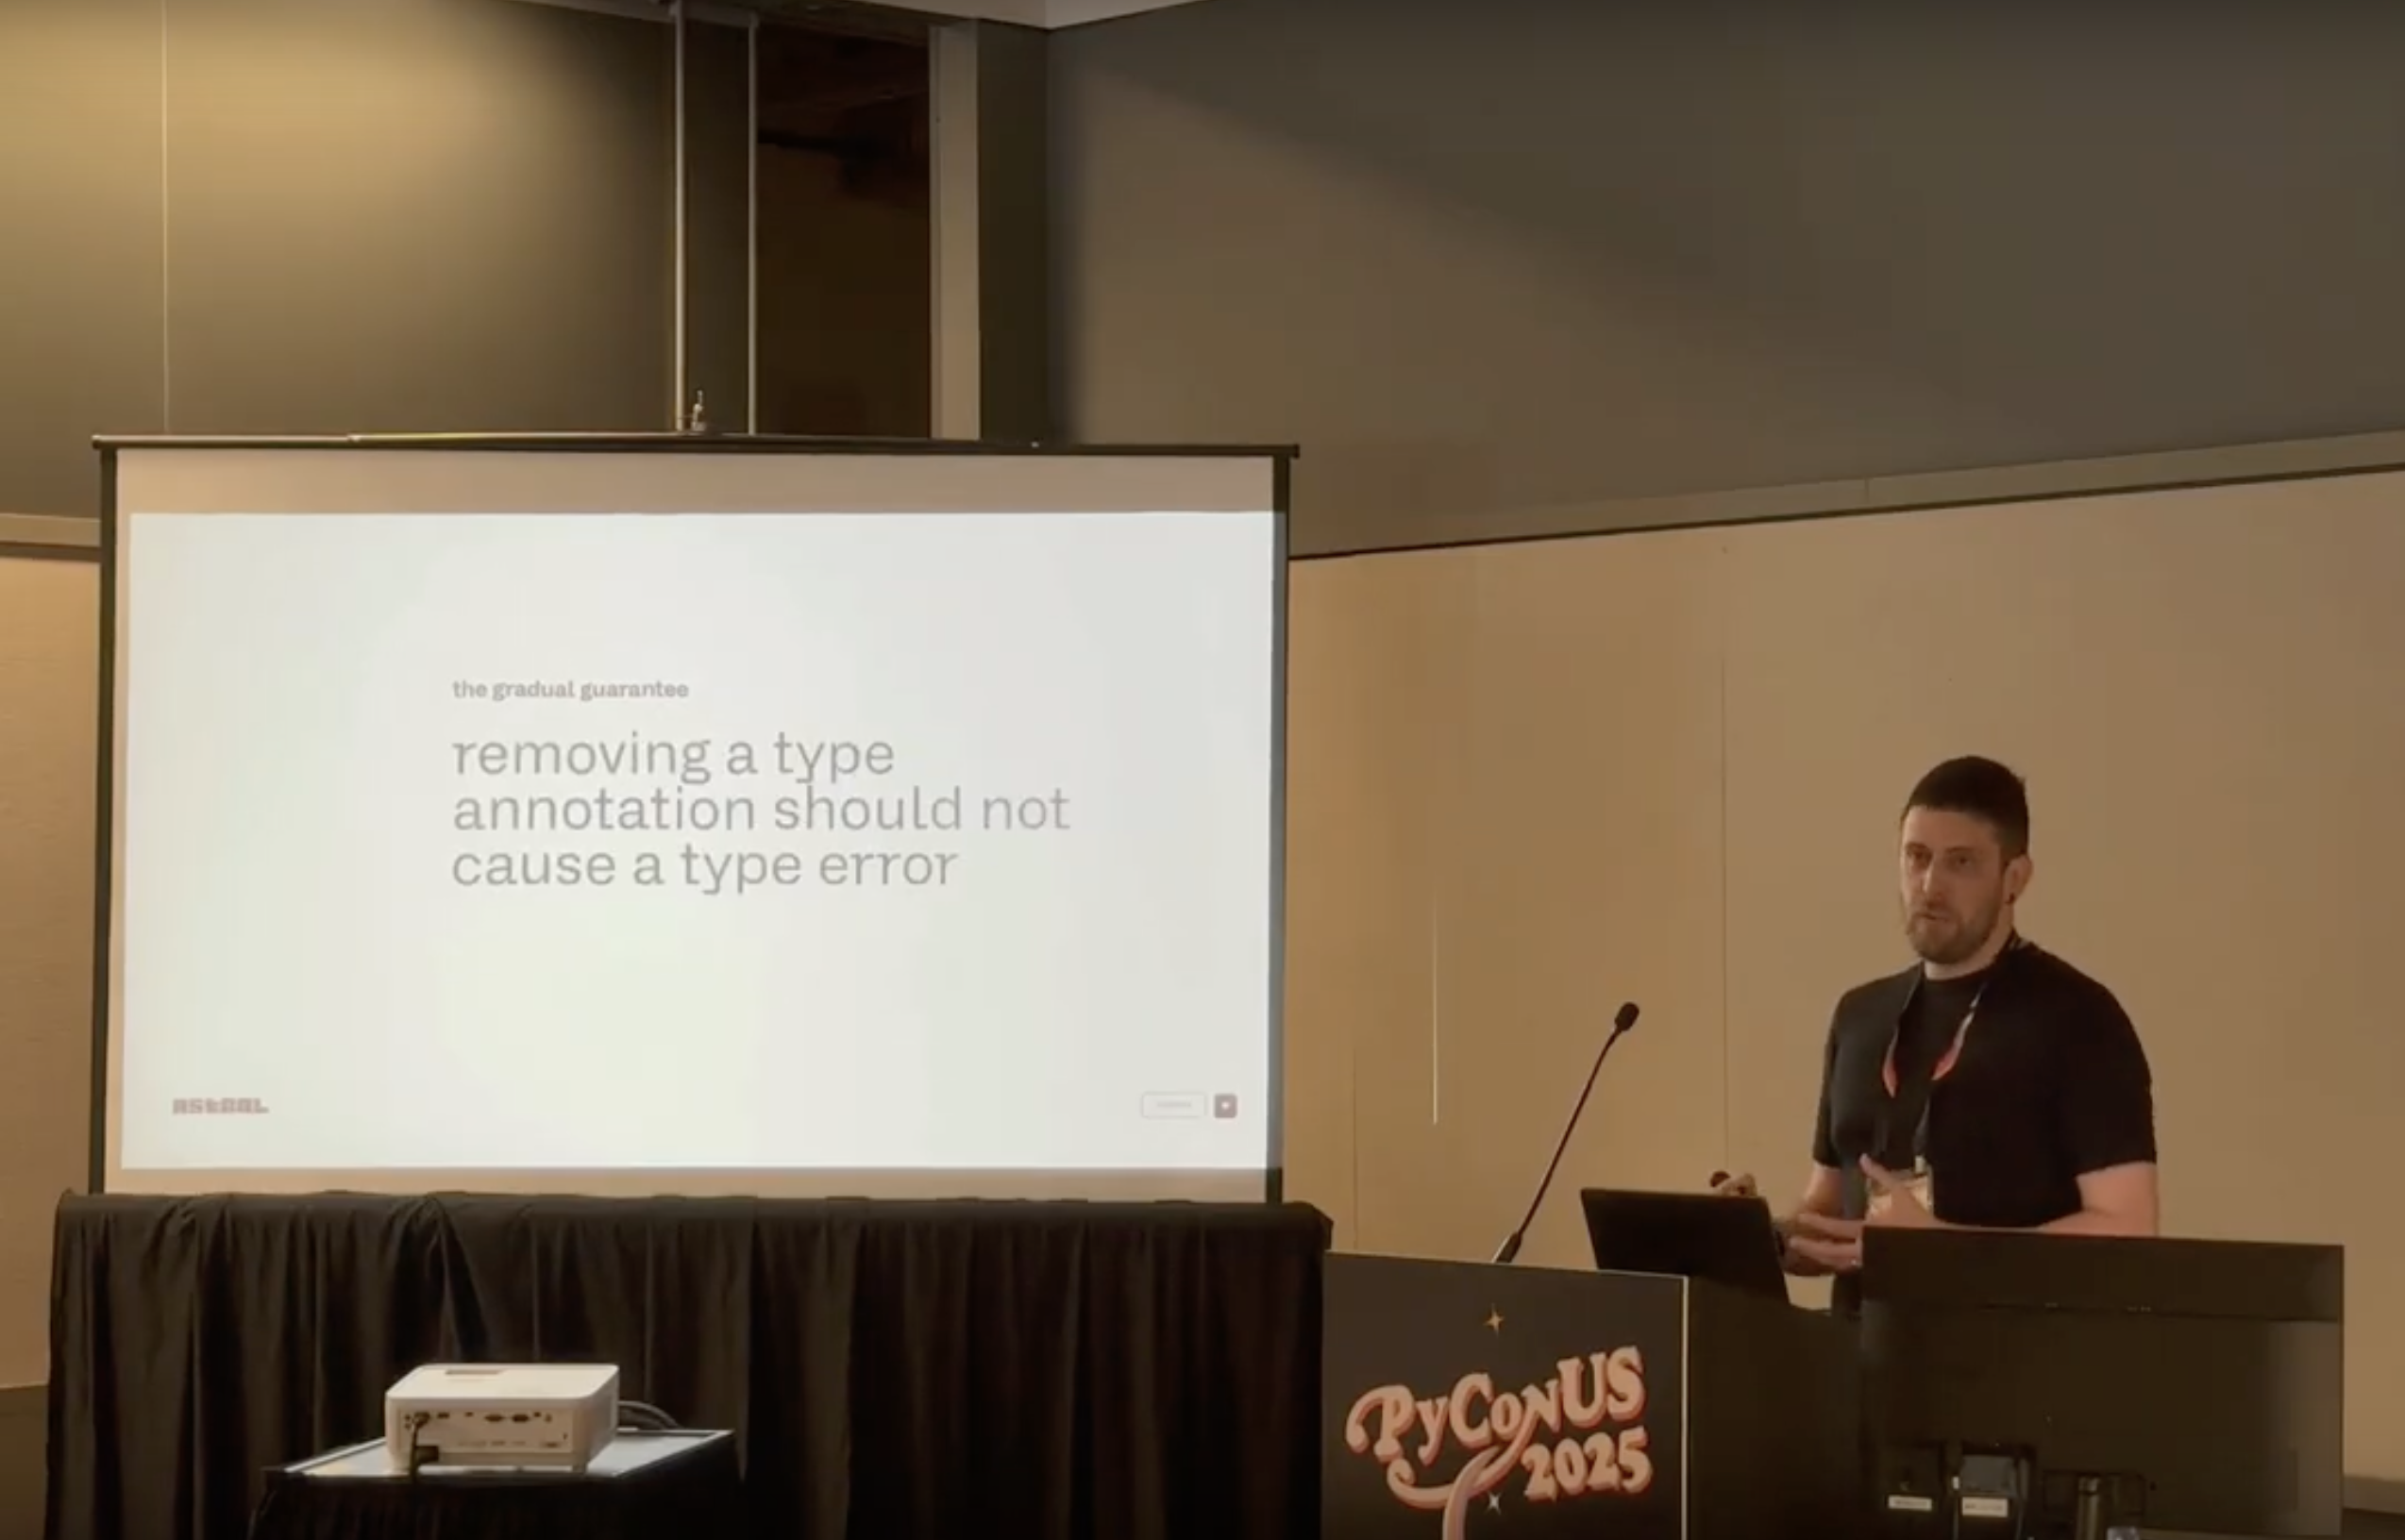 the gradual guarantee
removing a type
annotation should not
cause a type error
ASTRAL
PyConUS
2025